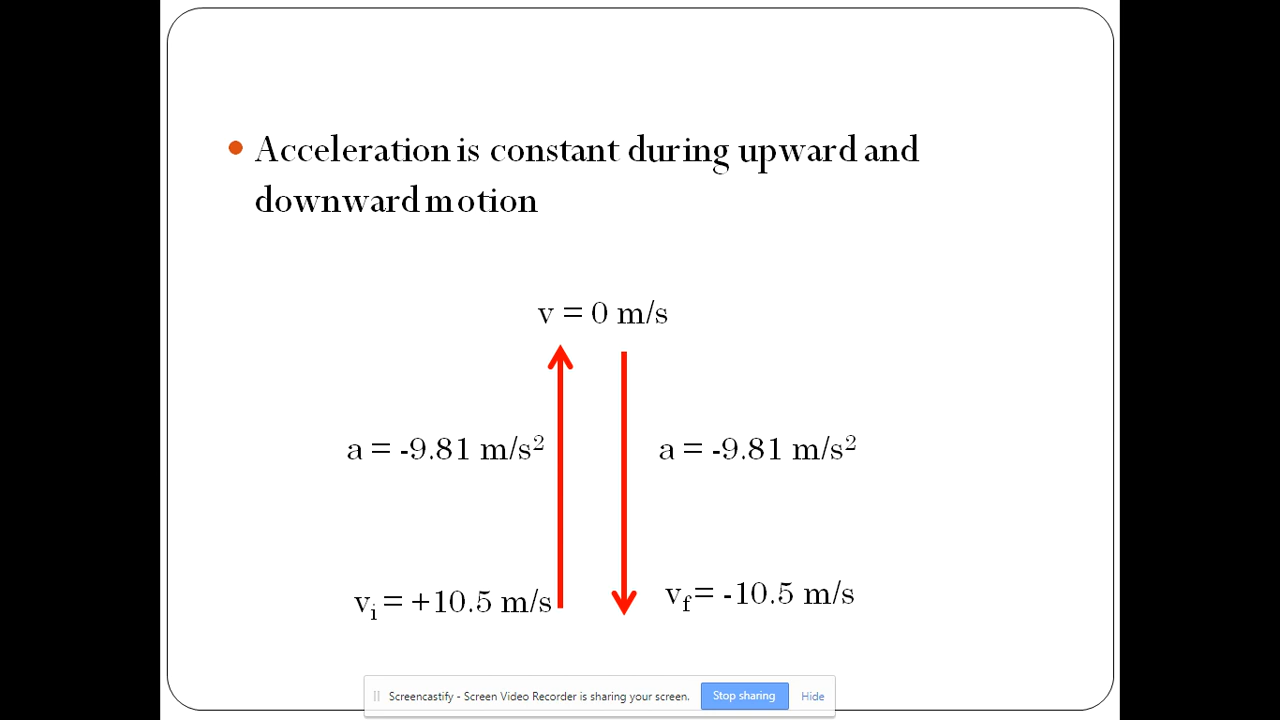 Acceleration is constant during upward and
downward motion
v = 0 m/s
a = -9.81 m/s²
a = -9.81 m/s²
vᵢ = +10.5 m/s
v_f = -10.5 m/s
Screencastify - Screen Video Recorder is sharing your screen.
Stop sharing
Hide